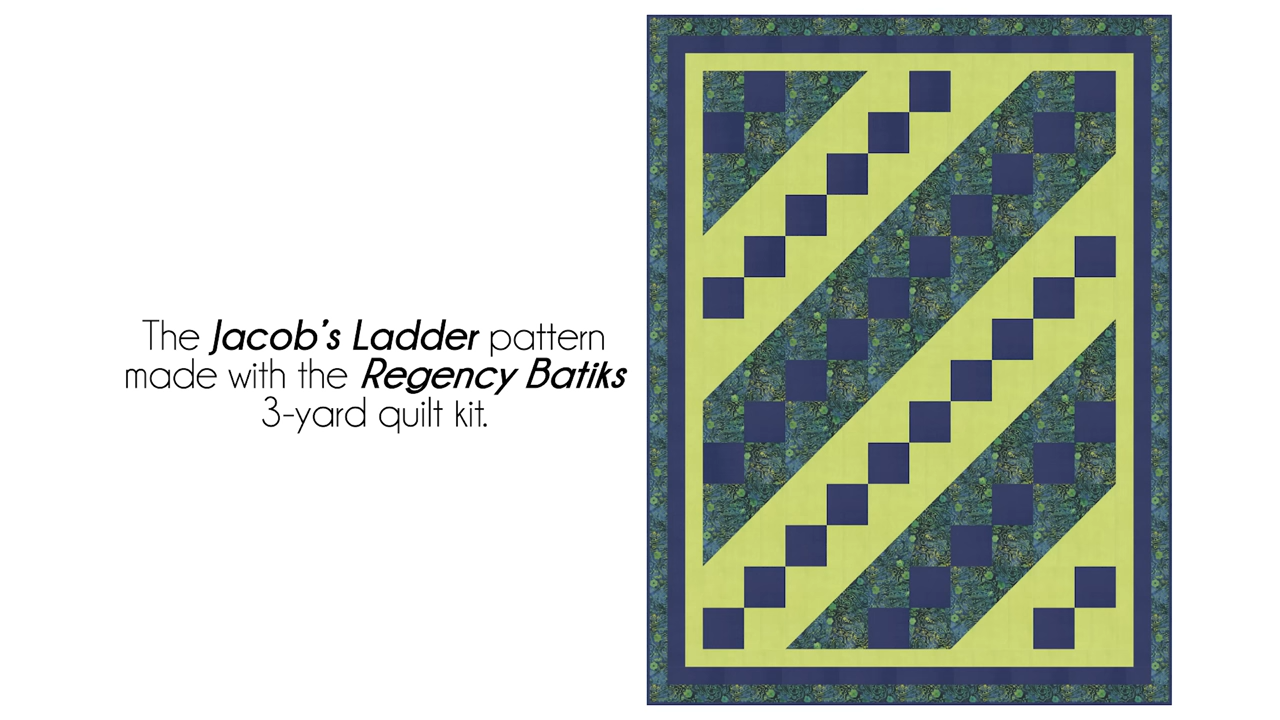 The Jacob's Ladder pattern
made with the Regency Batiks
3-yard quilt kit.